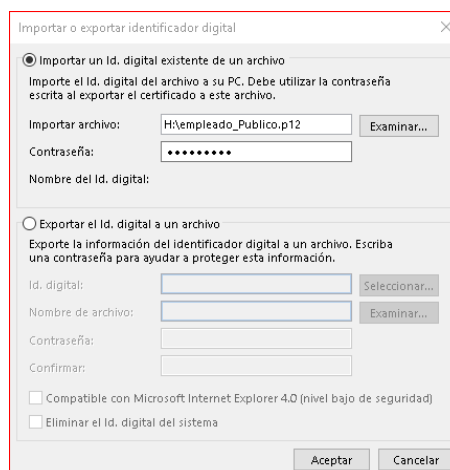 Importar o exportar identificador digital
Importar un Id. digital existente de un archivo
Importe el Id. digital del archivo a su PC. Debe utilizar la contraseña
escrita al exportar el certificado a este archivo.
Importar archivo: H:\empleado_Publico.p12 Examinar...
Contraseña: •••••••••
Nombre del Id. digital:
Exportar el Id. digital a un archivo
Exporte la información del identificador digital a un archivo. Escriba
una contraseña para ayudar a proteger esta información.
Id. digital: Seleccionar...
Nombre de archivo: Examinar...
Contraseña:
Confirmar:
Compatible con Microsoft Internet Explorer 4.0 (nivel bajo de seguridad)
Eliminar el Id. digital del sistema
Aceptar Cancelar